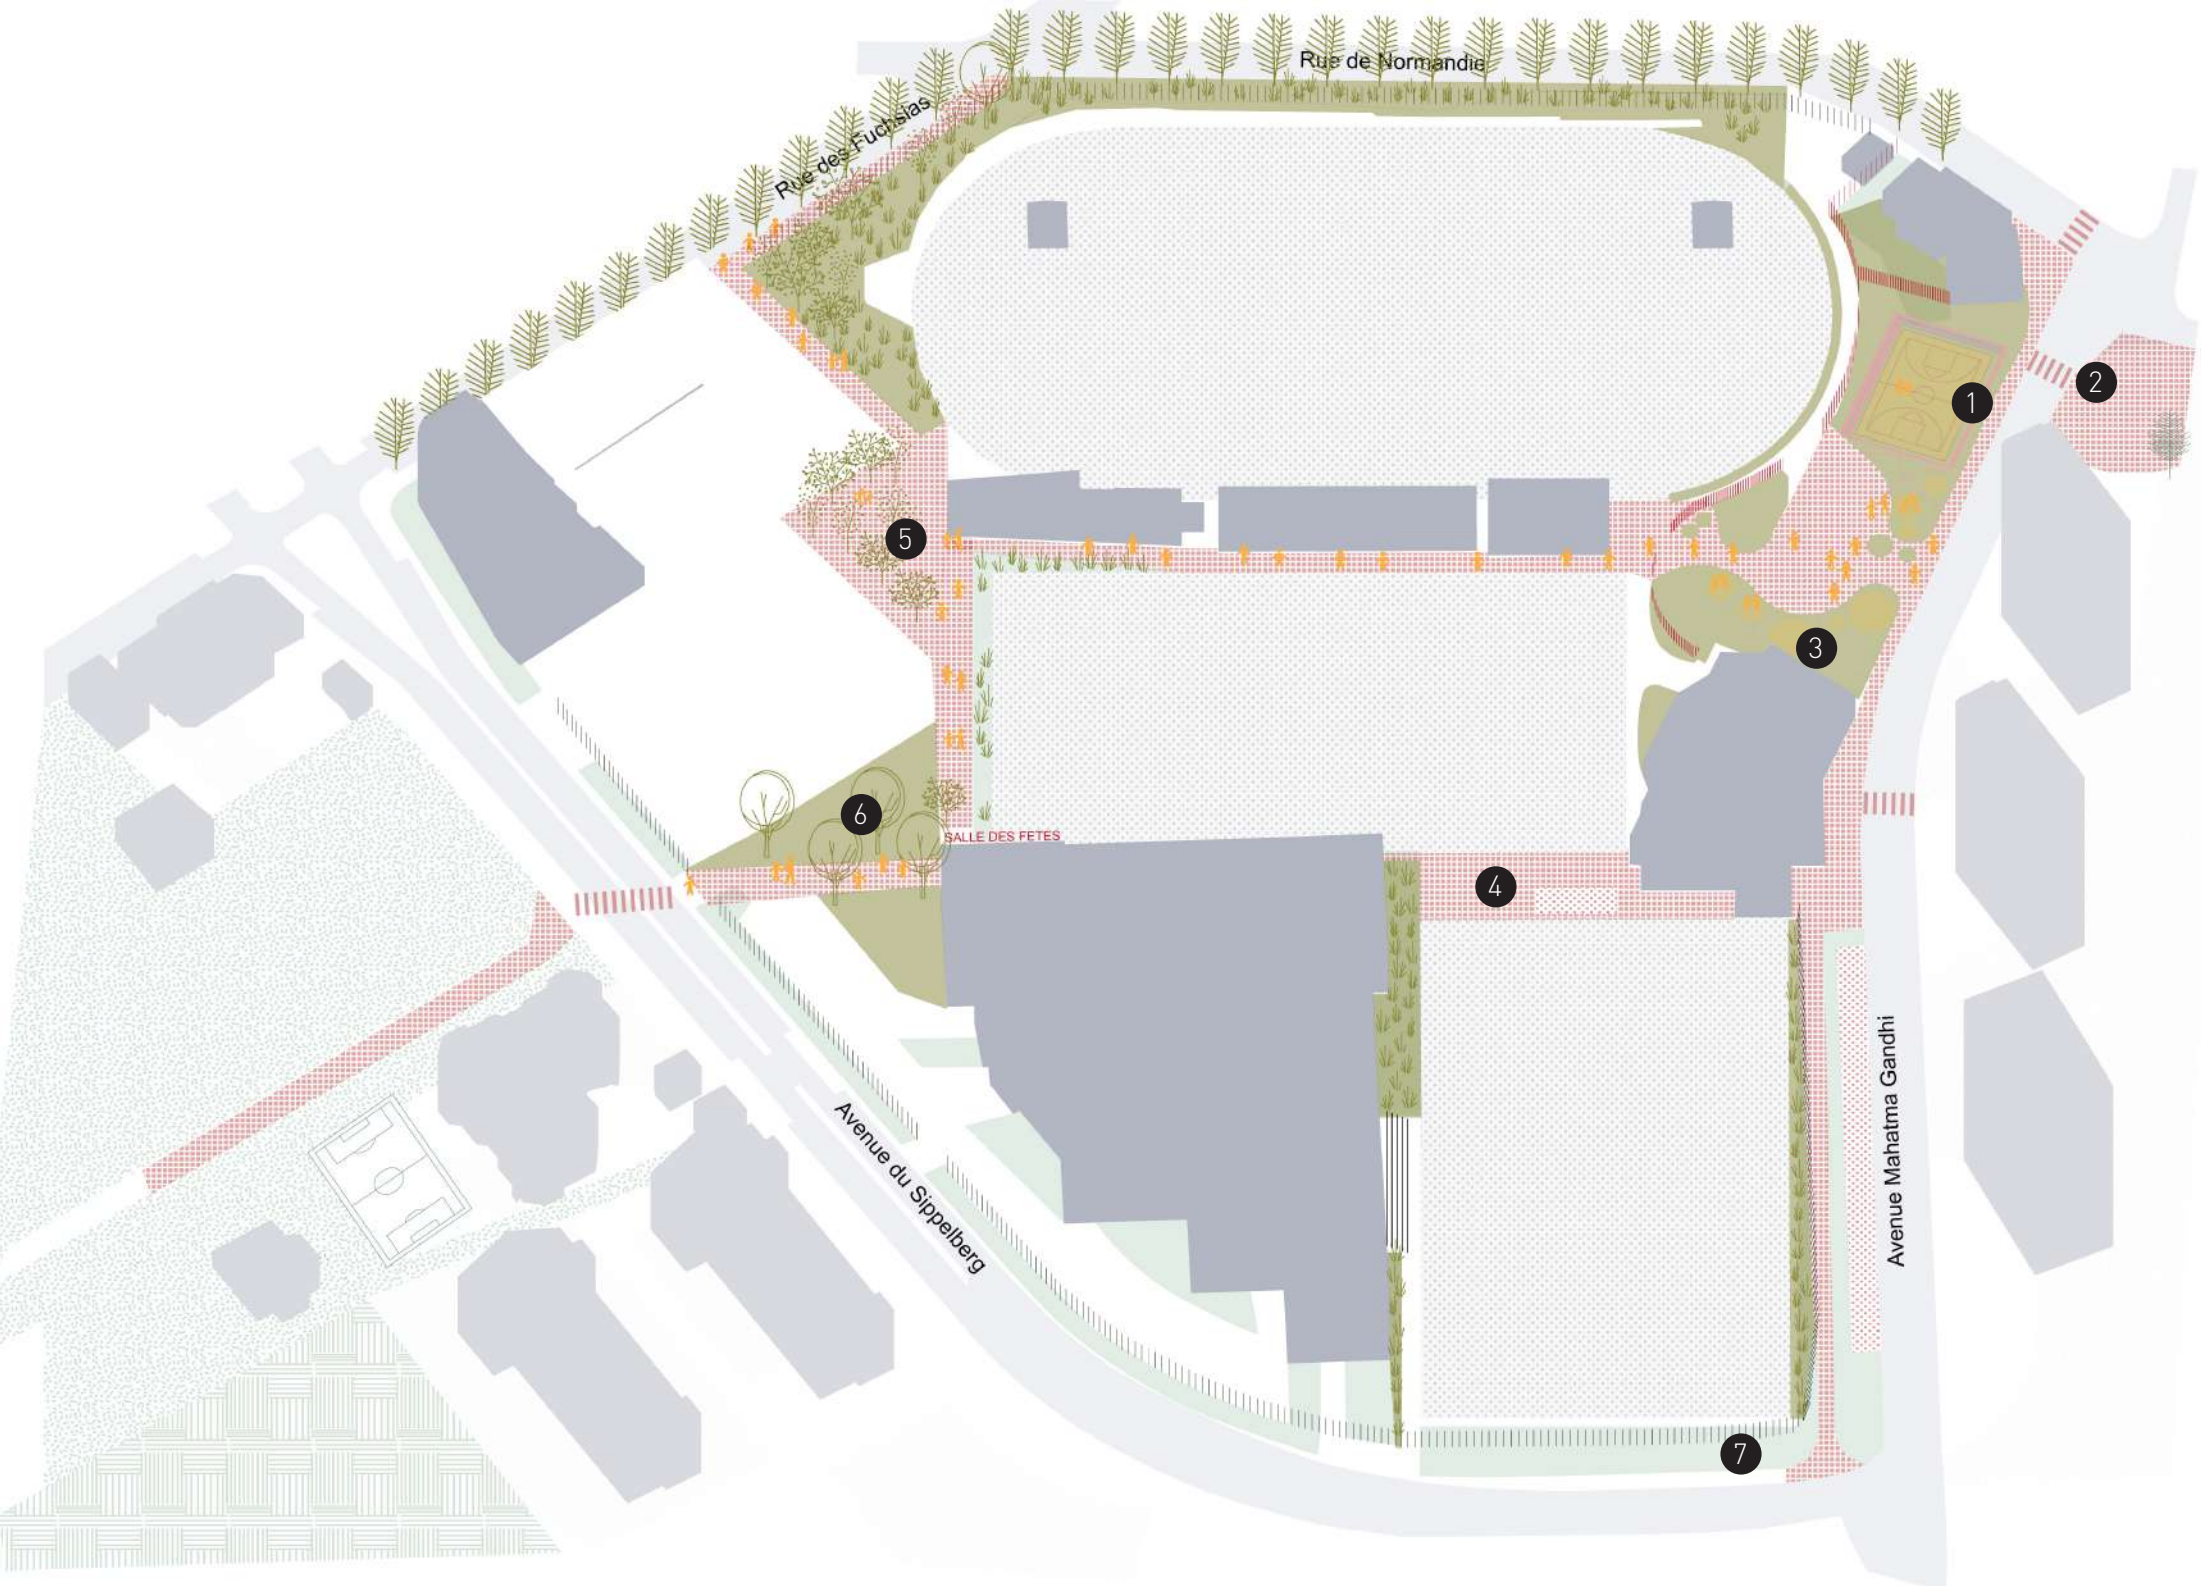 Rue de Normandie
Rue des Fuchsias
1
2
5
3
6
SALLE DES FETES
4
Avenue du Sippelberg
Avenue Mahatma Gandhi
7